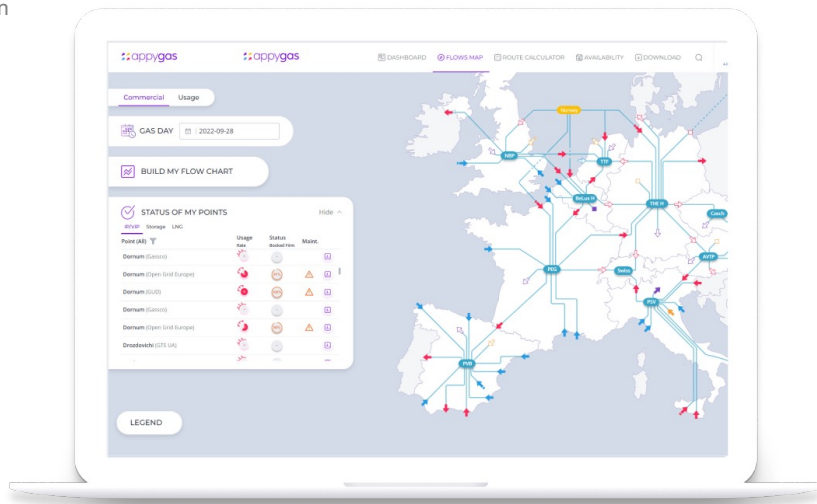 n
appygas
appygas
DASHBOARD
FLOWS MAP
ROUTE CALCULATOR
AVAILABILITY
DOWNLOAD
Commercial
Usage
GAS DAY
2022-09-28
BUILD MY FLOW CHART
STATUS OF MY POINTS
Hide
IP/VIP Storage LNG
Point (All)
Usage Rate
Status Booked Firm
Maint.
Dornum (Gassco)
Dornum (Open Grid Europe)
Dornum (GUD)
Dornum (Gassco)
Dornum (Open Grid Europe)
Drozdovichi (GTS UA)
LEGEND
Norway
NBP
TTF
BeLux H
THE H
Czech
PEG
Swiss
AVTP
PSV
PVB